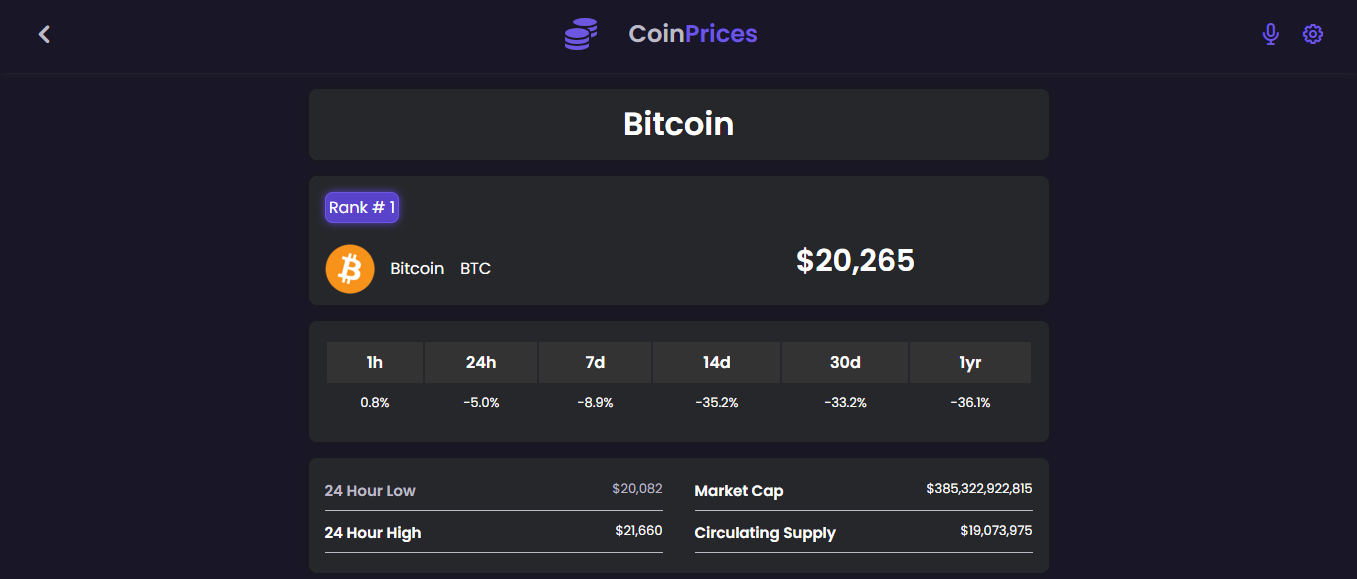 CoinPrices
Bitcoin
Rank # 1
Bitcoin BTC
$20,265
1h 24h 7d 14d 30d 1yr
0.8% -5.0% -8.9% -35.2% -33.2% -36.1%
24 Hour Low $20,082
Market Cap $385,322,922,815
24 Hour High $21,660
Circulating Supply $19,073,975